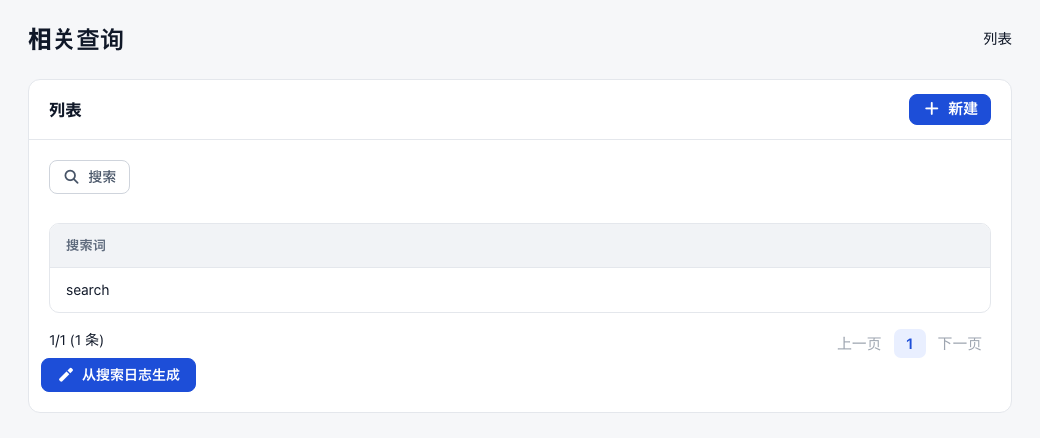 相关查询
列表
列表
新建
搜索
搜索词
search
1/1 (1 条)
上一页 1 下一页
从搜索日志生成